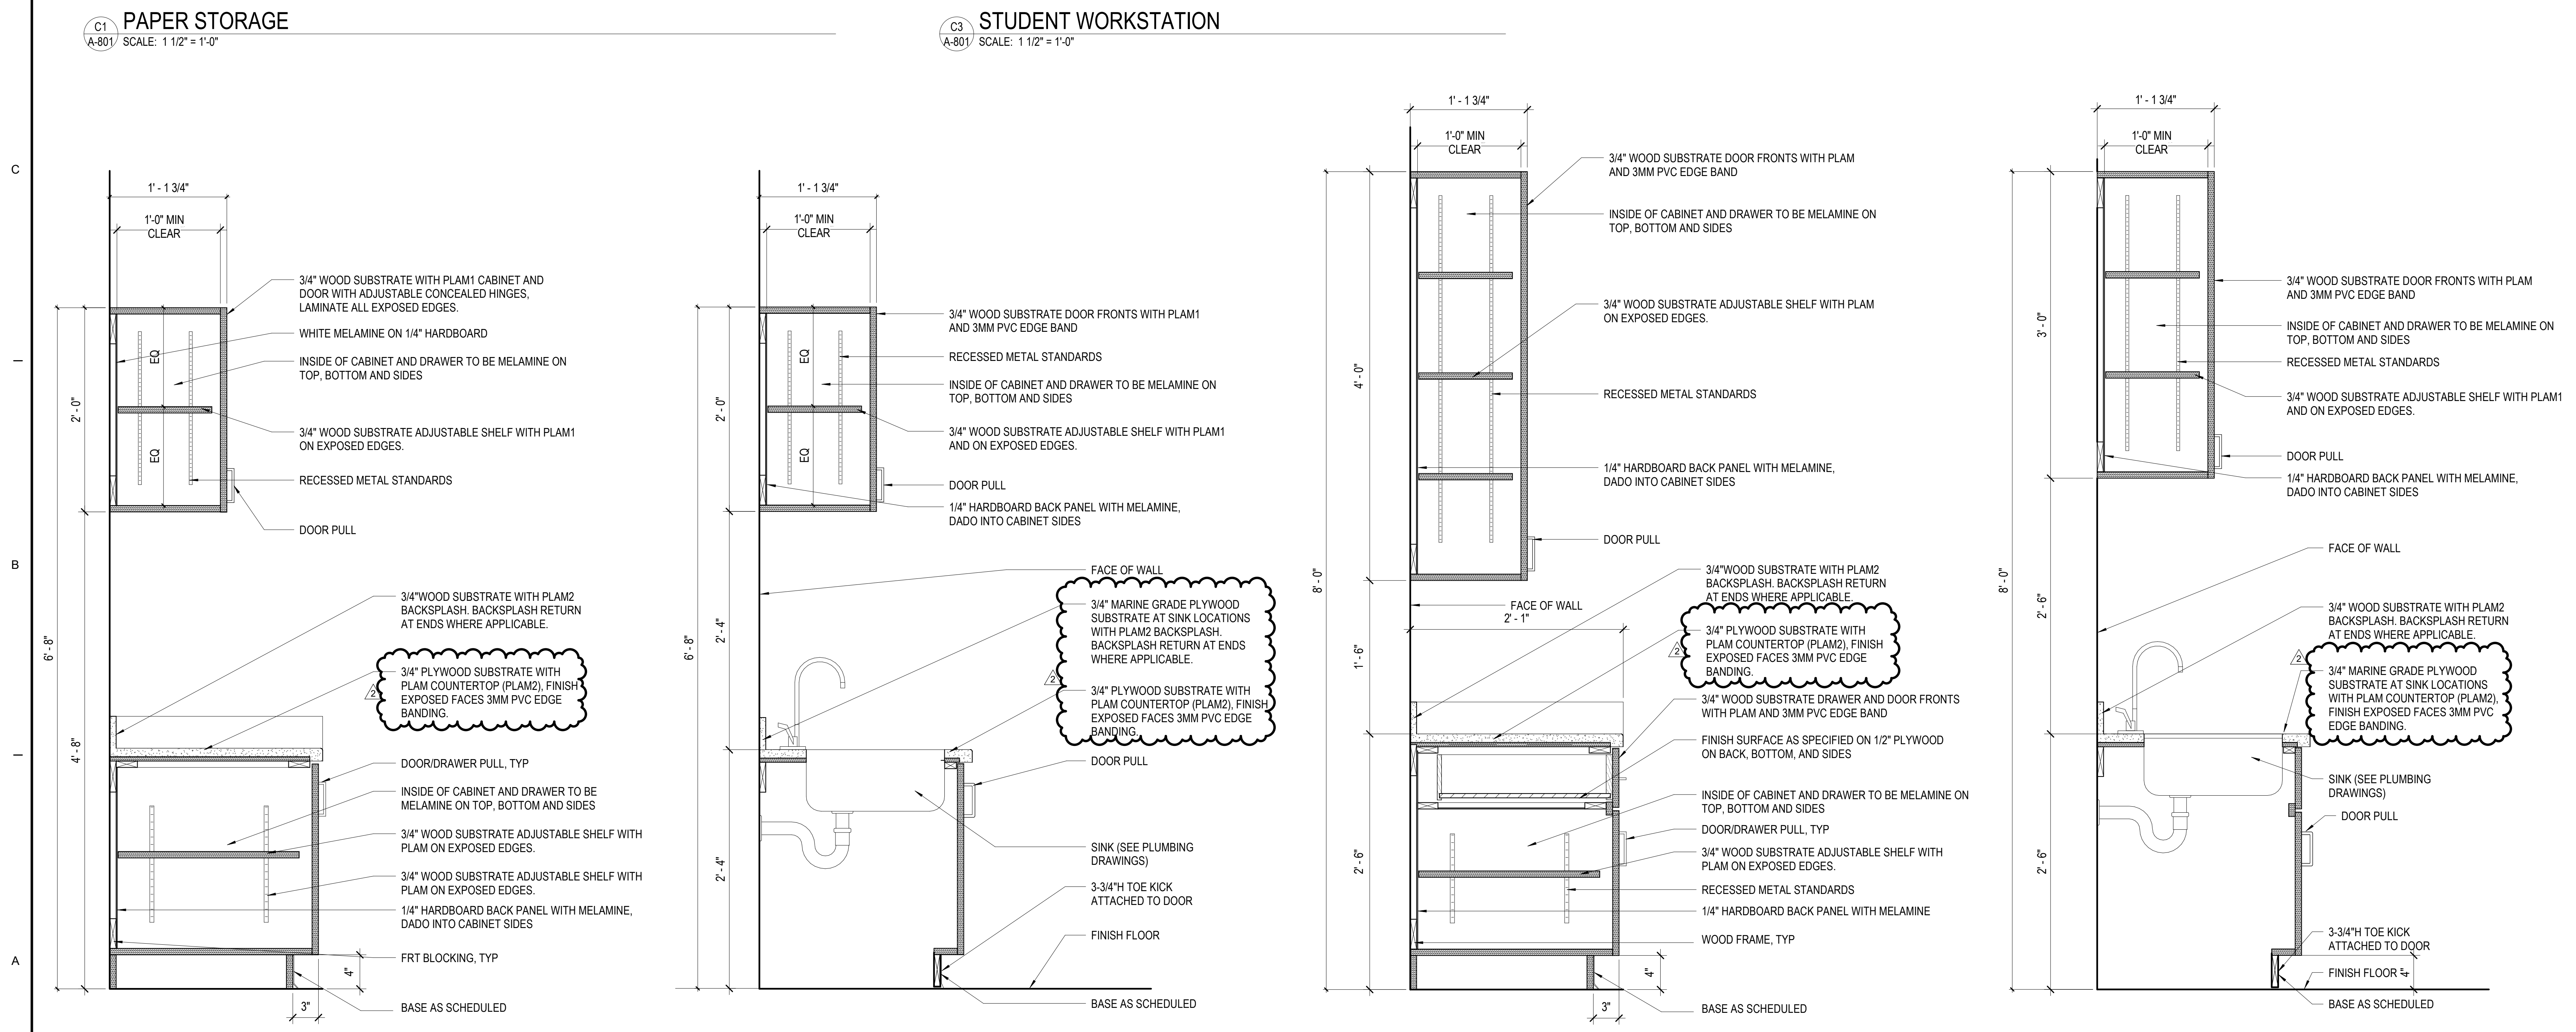 C1
A-801
PAPER STORAGE
SCALE: 1 1/2" = 1'-0"
C3
A-801
STUDENT WORKSTATION
SCALE: 1 1/2" = 1'-0"
C
B
A
1' - 1 3/4"
1'-0" MIN
CLEAR
3/4" WOOD SUBSTRATE WITH PLAM1 CABINET AND
DOOR WITH ADJUSTABLE CONCEALED HINGES,
LAMINATE ALL EXPOSED EDGES.
WHITE MELAMINE ON 1/4" HARDBOARD
INSIDE OF CABINET AND DRAWER TO BE MELAMINE ON
TOP, BOTTOM AND SIDES
3/4" WOOD SUBSTRATE ADJUSTABLE SHELF WITH PLAM1
ON EXPOSED EDGES.
RECESSED METAL STANDARDS
DOOR PULL
EQ
EQ
2' - 0"
6' - 8"
4' - 8"
3/4"WOOD SUBSTRATE WITH PLAM2
BACKSPLASH. BACKSPLASH RETURN
AT ENDS WHERE APPLICABLE.
2
3/4" PLYWOOD SUBSTRATE WITH
PLAM COUNTERTOP (PLAM2), FINISH
EXPOSED FACES 3MM PVC EDGE
BANDING.
DOOR/DRAWER PULL, TYP
INSIDE OF CABINET AND DRAWER TO BE
MELAMINE ON TOP, BOTTOM AND SIDES
3/4" WOOD SUBSTRATE ADJUSTABLE SHELF WITH
PLAM ON EXPOSED EDGES.
3/4" WOOD SUBSTRATE ADJUSTABLE SHELF WITH
PLAM ON EXPOSED EDGES.
1/4" HARDBOARD BACK PANEL WITH MELAMINE,
DADO INTO CABINET SIDES
FRT BLOCKING, TYP
4"
BASE AS SCHEDULED
3"
1' - 1 3/4"
1'-0" MIN
CLEAR
3/4" WOOD SUBSTRATE DOOR FRONTS WITH PLAM1
AND 3MM PVC EDGE BAND
RECESSED METAL STANDARDS
INSIDE OF CABINET AND DRAWER TO BE MELAMINE ON
TOP, BOTTOM AND SIDES
3/4" WOOD SUBSTRATE ADJUSTABLE SHELF WITH PLAM1
AND ON EXPOSED EDGES.
DOOR PULL
1/4" HARDBOARD BACK PANEL WITH MELAMINE,
DADO INTO CABINET SIDES
EQ
EQ
2' - 0"
6' - 8"
2' - 4"
2' - 4"
FACE OF WALL
3/4" MARINE GRADE PLYWOOD
SUBSTRATE AT SINK LOCATIONS
WITH PLAM2 BACKSPLASH.
BACKSPLASH RETURN AT ENDS
WHERE APPLICABLE.
2
3/4" PLYWOOD SUBSTRATE WITH
PLAM COUNTERTOP (PLAM2), FINISH
EXPOSED FACES 3MM PVC EDGE
BANDING.
DOOR PULL
SINK (SEE PLUMBING
DRAWINGS)
3-3/4"H TOE KICK
ATTACHED TO DOOR
FINISH FLOOR
BASE AS SCHEDULED
1' - 1 3/4"
1'-0" MIN
CLEAR
3/4" WOOD SUBSTRATE DOOR FRONTS WITH PLAM
AND 3MM PVC EDGE BAND
INSIDE OF CABINET AND DRAWER TO BE MELAMINE ON
TOP, BOTTOM AND SIDES
3/4" WOOD SUBSTRATE ADJUSTABLE SHELF WITH PLAM
ON EXPOSED EDGES.
RECESSED METAL STANDARDS
1/4" HARDBOARD BACK PANEL WITH MELAMINE,
DADO INTO CABINET SIDES
DOOR PULL
4' - 0"
8' - 0"
1' - 6"
2' - 6"
FACE OF WALL
2' - 1"
3/4"WOOD SUBSTRATE WITH PLAM2
BACKSPLASH. BACKSPLASH RETURN
AT ENDS WHERE APPLICABLE.
2
3/4" PLYWOOD SUBSTRATE WITH
PLAM COUNTERTOP (PLAM2), FINISH
EXPOSED FACES 3MM PVC EDGE
BANDING.
3/4" WOOD SUBSTRATE DRAWER AND DOOR FRONTS
WITH PLAM AND 3MM PVC EDGE BAND
FINISH SURFACE AS SPECIFIED ON 1/2" PLYWOOD
ON BACK, BOTTOM, AND SIDES
INSIDE OF CABINET AND DRAWER TO BE MELAMINE ON
TOP, BOTTOM AND SIDES
DOOR/DRAWER PULL, TYP
3/4" WOOD SUBSTRATE ADJUSTABLE SHELF WITH
PLAM ON EXPOSED EDGES.
RECESSED METAL STANDARDS
1/4" HARDBOARD BACK PANEL WITH MELAMINE
WOOD FRAME, TYP
4"
BASE AS SCHEDULED
3"
1' - 1 3/4"
1'-0" MIN
CLEAR
3/4" WOOD SUBSTRATE DOOR FRONTS WITH PLAM
AND 3MM PVC EDGE BAND
INSIDE OF CABINET AND DRAWER TO BE MELAMINE ON
TOP, BOTTOM AND SIDES
RECESSED METAL STANDARDS
3/4" WOOD SUBSTRATE ADJUSTABLE SHELF WITH PLAM1
AND ON EXPOSED EDGES.
DOOR PULL
1/4" HARDBOARD BACK PANEL WITH MELAMINE,
DADO INTO CABINET SIDES
3' - 0"
8' - 0"
2' - 6"
2' - 6"
FACE OF WALL
3/4" WOOD SUBSTRATE WITH PLAM2
BACKSPLASH. BACKSPLASH RETURN
AT ENDS WHERE APPLICABLE.
2
3/4" MARINE GRADE PLYWOOD
SUBSTRATE AT SINK LOCATIONS
WITH PLAM COUNTERTOP (PLAM2),
FINISH EXPOSED FACES 3MM PVC
EDGE BANDING.
SINK (SEE PLUMBING
DRAWINGS)
DOOR PULL
3-3/4"H TOE KICK
ATTACHED TO DOOR
FINISH FLOOR
4"
BASE AS SCHEDULED